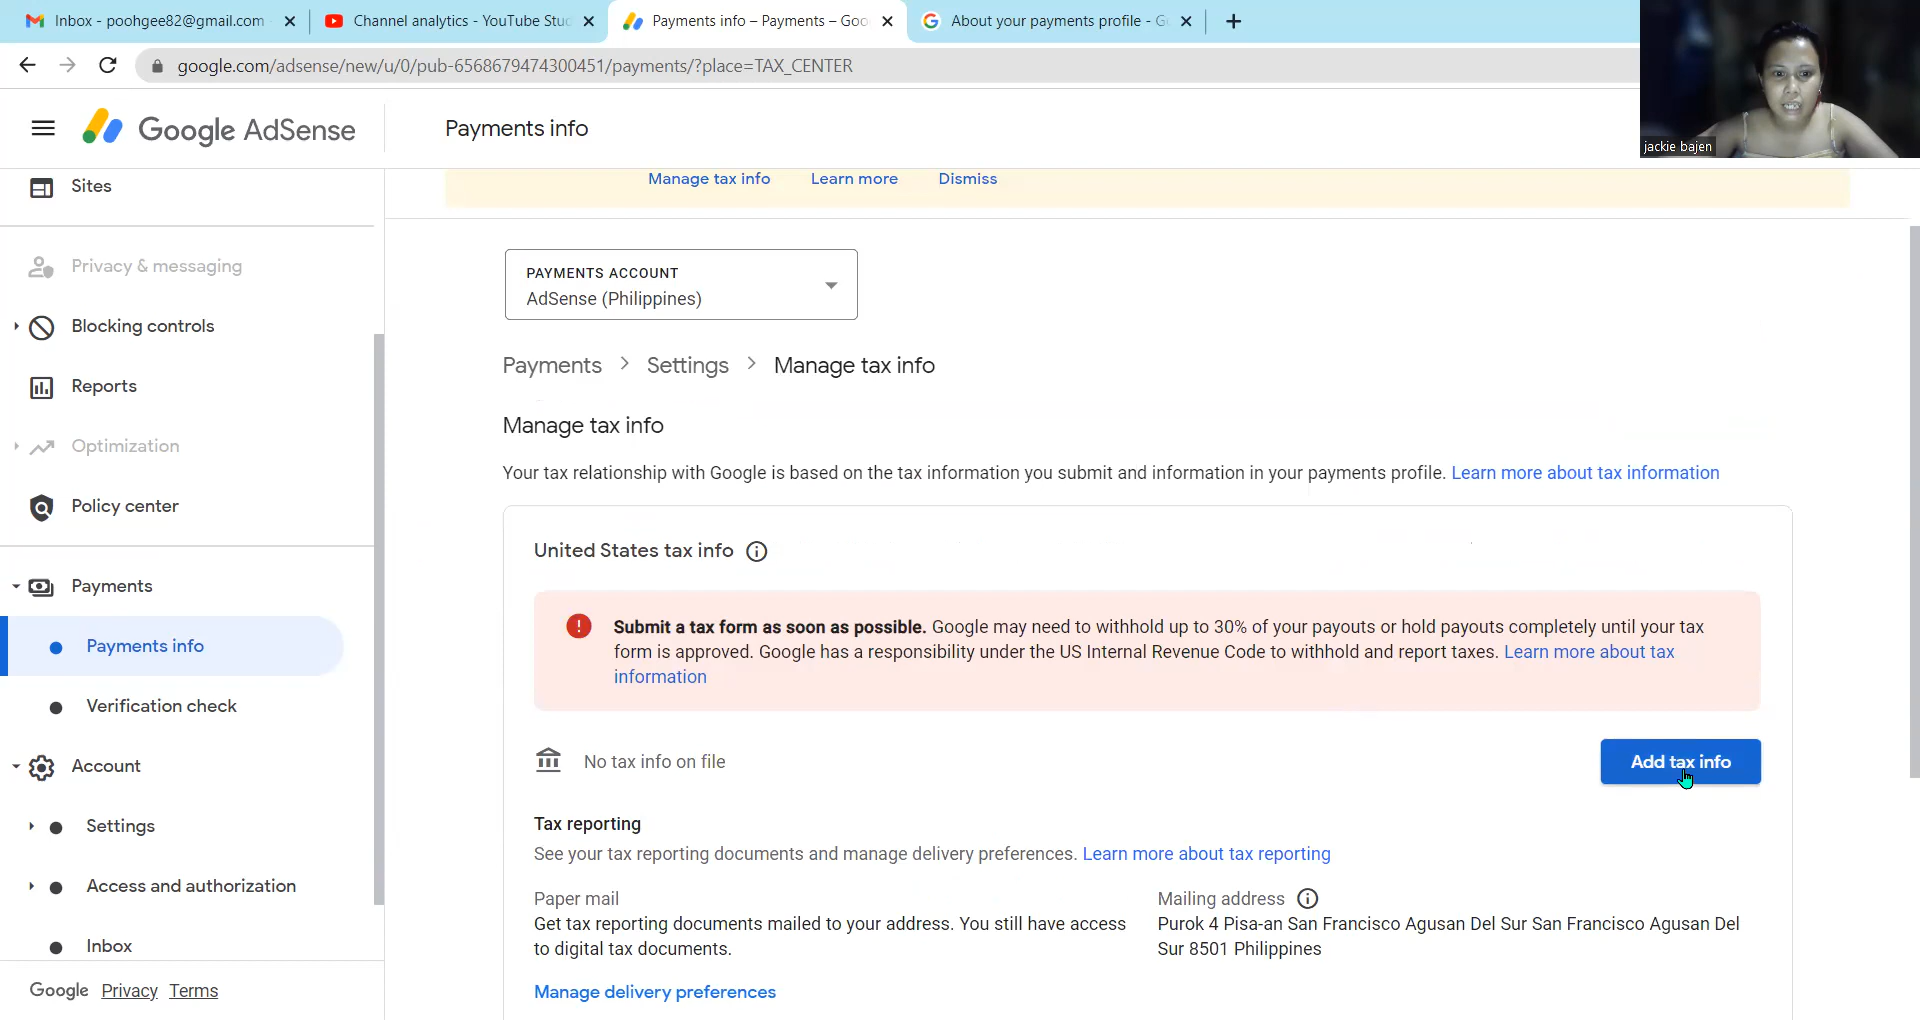 Inbox - poohgee82@gmail.com
Channel analytics - YouTube Stu
Payments info – Payments – Goo
About your payments profile - G
google.com/adsense/new/u/0/pub-6568679474300451/payments/?place=TAX_CENTER
Google AdSense
Payments info
jackie bajen
Manage tax info Learn more Dismiss
Sites
Privacy & messaging
Blocking controls
Reports
Optimization
Policy center
Payments
Payments info
Verification check
Account
Settings
Access and authorization
Inbox
Google Privacy Terms
PAYMENTS ACCOUNT
AdSense (Philippines)
Payments > Settings > Manage tax info
Manage tax info
Your tax relationship with Google is based on the tax information you submit and information in your payments profile. Learn more about tax information
United States tax info
Submit a tax form as soon as possible. Google may need to withhold up to 30% of your payouts or hold payouts completely until your tax
form is approved. Google has a responsibility under the US Internal Revenue Code to withhold and report taxes. Learn more about tax
information
No tax info on file
Add tax info
Tax reporting
See your tax reporting documents and manage delivery preferences. Learn more about tax reporting
Paper mail
Get tax reporting documents mailed to your address. You still have access
to digital tax documents.
Manage delivery preferences
Mailing address
Purok 4 Pisa-an San Francisco Agusan Del Sur San Francisco Agusan Del
Sur 8501 Philippines